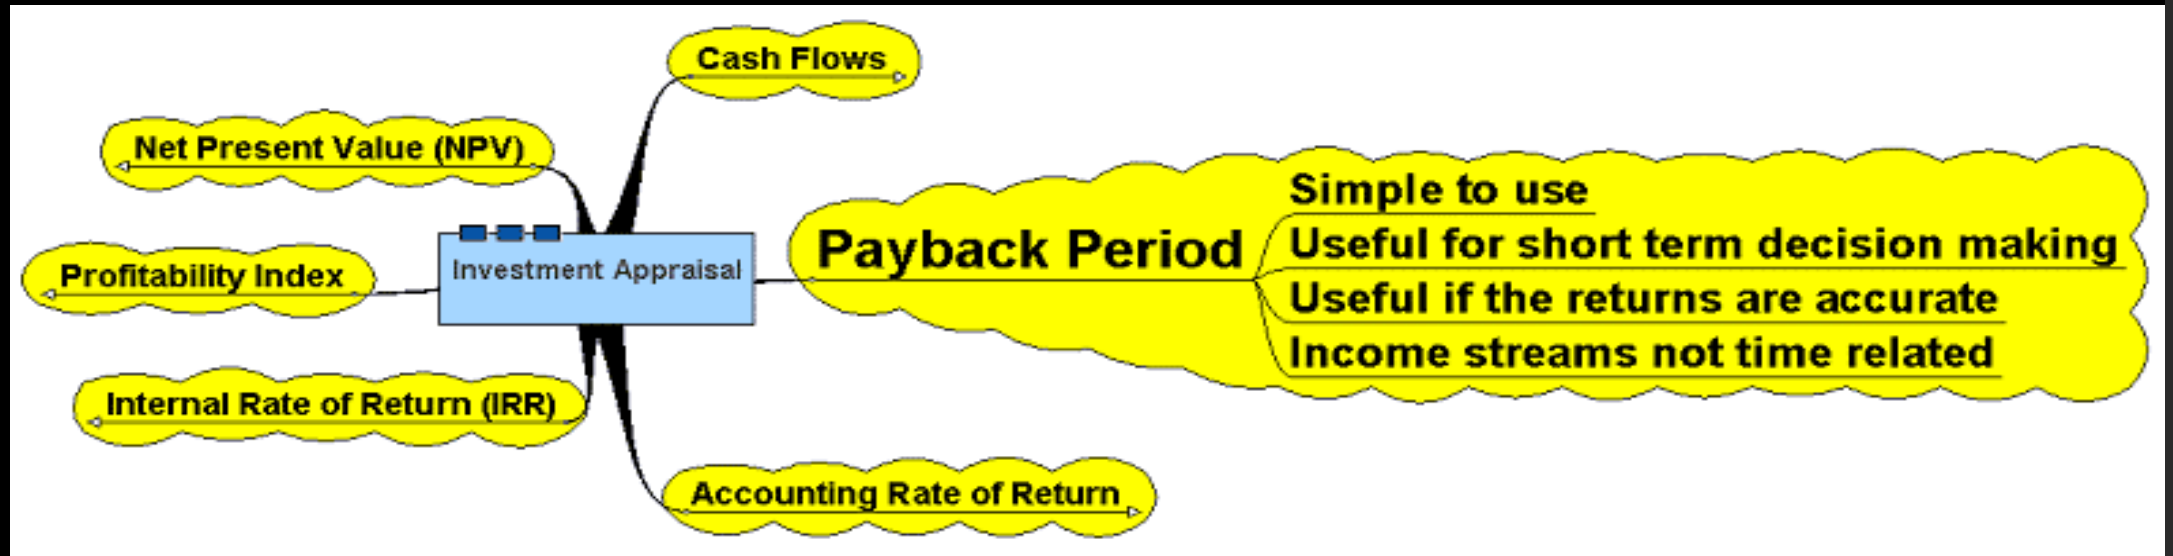 Cash Flows
Net Present Value (NPV)
Profitability Index
Investment Appraisal
Payback Period
Simple to use
Useful for short term decision making
Useful if the returns are accurate
Income streams not time related
Internal Rate of Return (IRR)
Accounting Rate of Return